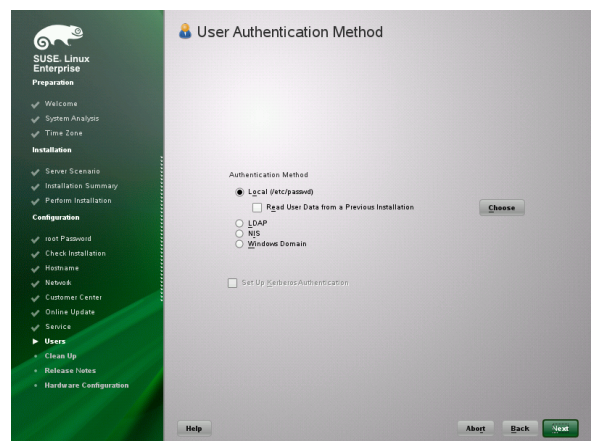 SUSE. Linux
Enterprise
Preparation
Welcome
System Analysis
Time Zone
Installation
Server Scenario
Installation Summary
Perform Installation
Configuration
root Password
Check Installation
Hostname
Network
Customer Center
Online Update
Service
Users
Clean Up
Release Notes
Hardware Configuration
User Authentication Method
Authentication Method
Local (/etc/passwd)
Read User Data from a Previous Installation
Choose
LDAP
NIS
Windows Domain
Set Up Kerberos Authentication
Help
Abort
Back
Next